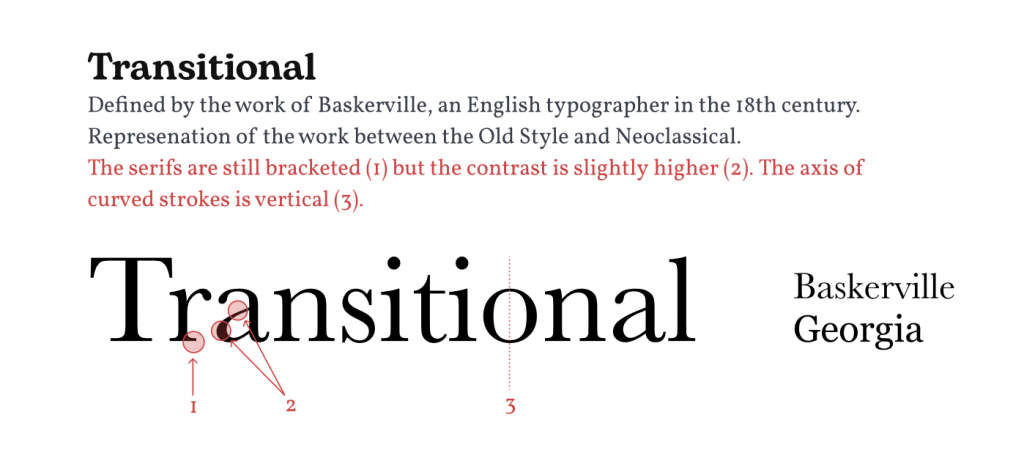 Transitional
Defined by the work of Baskerville, an English typographer in the 18th century.
Represenation of the work between the Old Style and Neoclassical.
The serifs are still bracketed (1) but the contrast is slightly higher (2). The axis of
curved strokes is vertical (3).
Transitional
Baskerville
Georgia
1
2
3